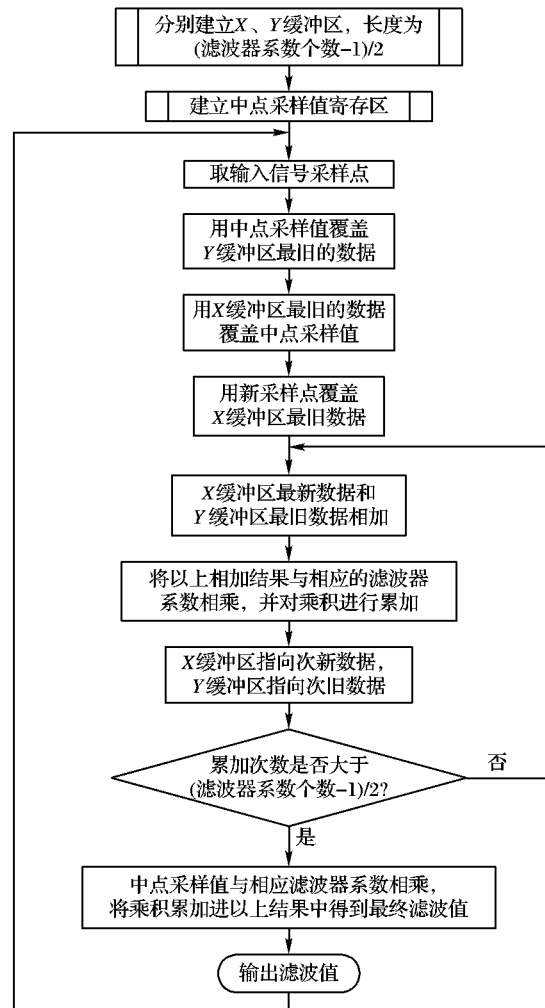 分别建立X、Y缓冲区，长度为
(滤波器系数个数-1)/2
建立中点采样值寄存区
取输入信号采样点
用中点采样值覆盖
Y缓冲区最旧的数据
用X缓冲区最旧的数据
覆盖中点采样值
用新采样点覆盖
X缓冲区最旧数据
X缓冲区最新数据和
Y缓冲区最旧数据相加
将以上相加结果与相应的滤波器
系数相乘，并对乘积进行累加
X缓冲区指向次新数据，
Y缓冲区指向次旧数据
累加次数是否大于
(滤波器系数个数-1)/2?
否
是
中点采样值与相应滤波器系数相乘，
将乘积累加进以上结果中得到最终滤波值
输出滤波值